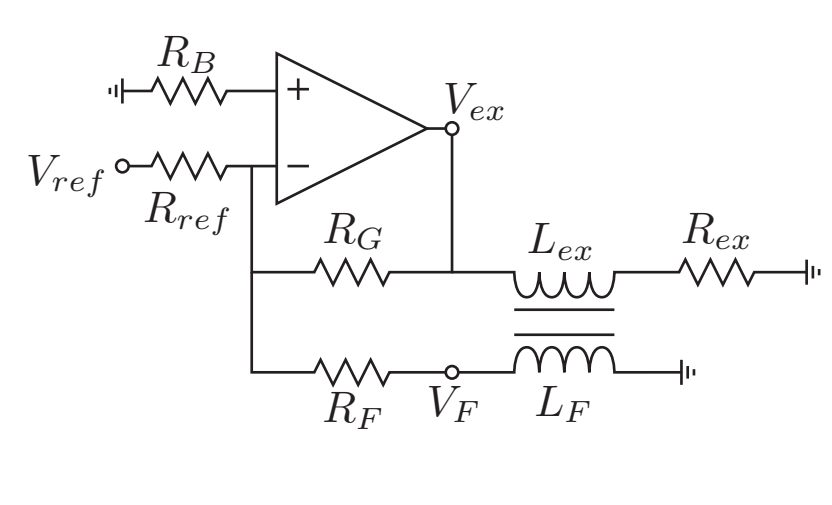 R_B
+
V_ex
V_ref
−
R_ref
R_G
L_ex
R_ex
R_F
V_F
L_F